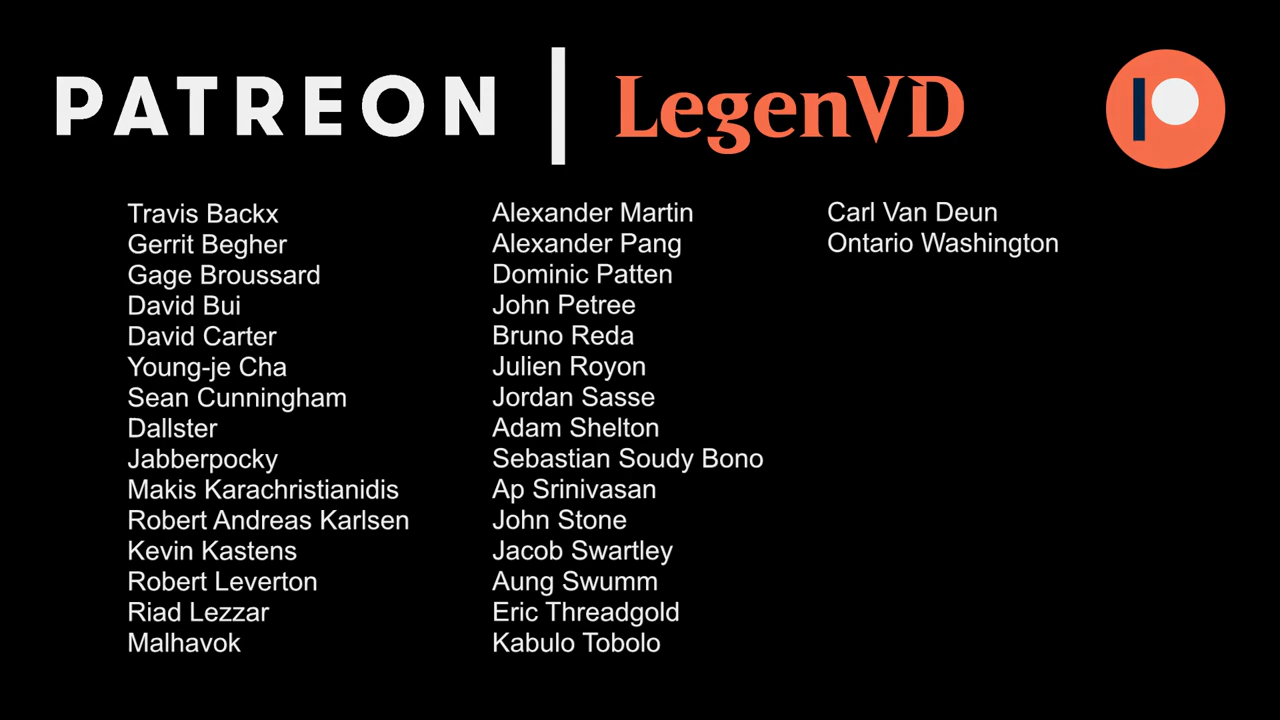 PATREON | LegenVD
Travis Backx
Gerrit Begher
Gage Broussard
David Bui
David Carter
Young-je Cha
Sean Cunningham
Dallster
Jabberpocky
Makis Karachristianidis
Robert Andreas Karlsen
Kevin Kastens
Robert Leverton
Riad Lezzar
Malhavok
Alexander Martin
Alexander Pang
Dominic Patten
John Petree
Bruno Reda
Julien Royon
Jordan Sasse
Adam Shelton
Sebastian Soudy Bono
Ap Srinivasan
John Stone
Jacob Swartley
Aung Swumm
Eric Threadgold
Kabulo Tobolo
Carl Van Deun
Ontario Washington